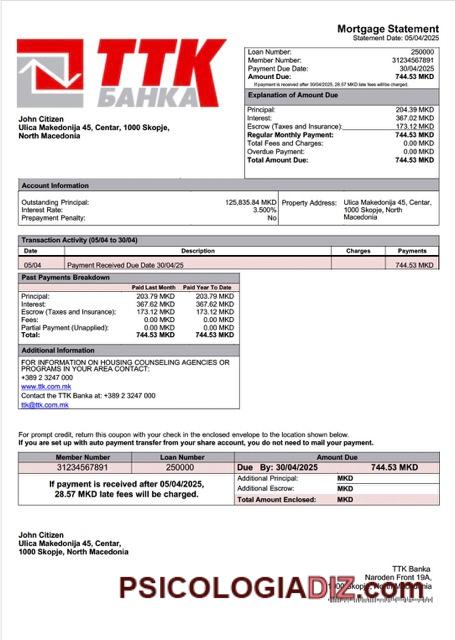 TTK
БАНКА
Mortgage Statement
Statement Date: 05/04/2025
Loan Number: 250000
Member Number: 31234567891
Payment Due Date: 30/04/2025
Amount Due: 744.53 MKD
If payment is received after 30/04/2025, 28.57 MKD late fees will be charged.
John Citizen
Ulica Makedonija 45, Centar, 1000 Skopje,
North Macedonia
Explanation of Amount Due
Principal: 204.39 MKD
Interest: 367.02 MKD
Escrow (Taxes and Insurance): 173.12 MKD
Regular Monthly Payment: 744.53 MKD
Total Fees and Charges: 0.00 MKD
Overdue Payment: 0.00 MKD
Total Amount Due: 744.53 MKD
Account Information
Outstanding Principal: 125,835.84 MKD
Interest Rate: 3.500%
Prepayment Penalty: No
Property Address: Ulica Makedonija 45, Centar,
1000 Skopje, North
Macedonia
Transaction Activity (05/04 to 30/04)
Date Description Charges Payments
05/04 Payment Received Due Date 30/04/25 744.53 MKD
Past Payments Breakdown
Paid Last Month Paid Year To Date
Principal: 203.79 MKD 203.79 MKD
Interest: 367.62 MKD 367.62 MKD
Escrow (Taxes and Insurance): 173.12 MKD 173.12 MKD
Fees: 0.00 MKD 0.00 MKD
Partial Payment (Unapplied): 0.00 MKD 0.00 MKD
Total: 744.53 MKD 744.53 MKD
Additional Information
FOR INFORMATION ON HOUSING COUNSELING AGENCIES OR
PROGRAMS IN YOUR AREA CONTACT:
+389 2 3247 000
www.ttk.com.mk
Contact the TTK Banka at: +389 2 3247 000
ttk@ttk.com.mk
For prompt credit, return this coupon with your check in the enclosed envelope to the location shown below.
If you are set up with auto payment transfer from your share account, you do not need to mail your payment.
Member Number Loan Number Amount Due
31234567891 250000 Due By: 30/04/2025 744.53 MKD
If payment is received after 05/04/2025,
28.57 MKD late fees will be charged.
Additional Principal: MKD
Additional Escrow: MKD
Total Amount Enclosed: MKD
John Citizen
Ulica Makedonija 45, Centar,
1000 Skopje, North Macedonia
TTK Banka
Naroden Front 19A,
PSICOLOGIADIZ.com